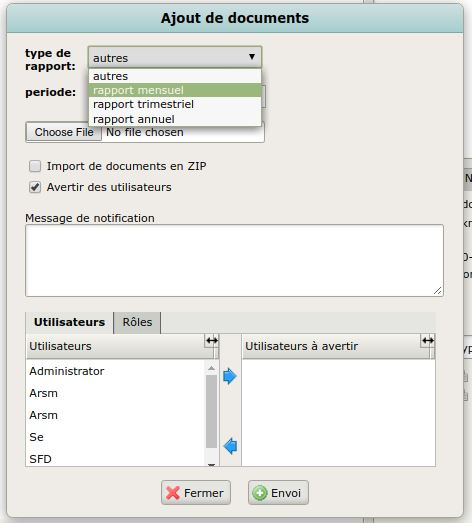 Ajout de documents
type de
rapport:
autres
autres
rapport mensuel
periode:
rapport trimestriel
rapport annuel
Choose File No file chosen
Import de documents en ZIP
Avertir des utilisateurs
Message de notification
Utilisateurs Rôles
Utilisateurs Utilisateurs à avertir
Administrator
Arsm
Arsm
Se
SFD
Fermer Envoi